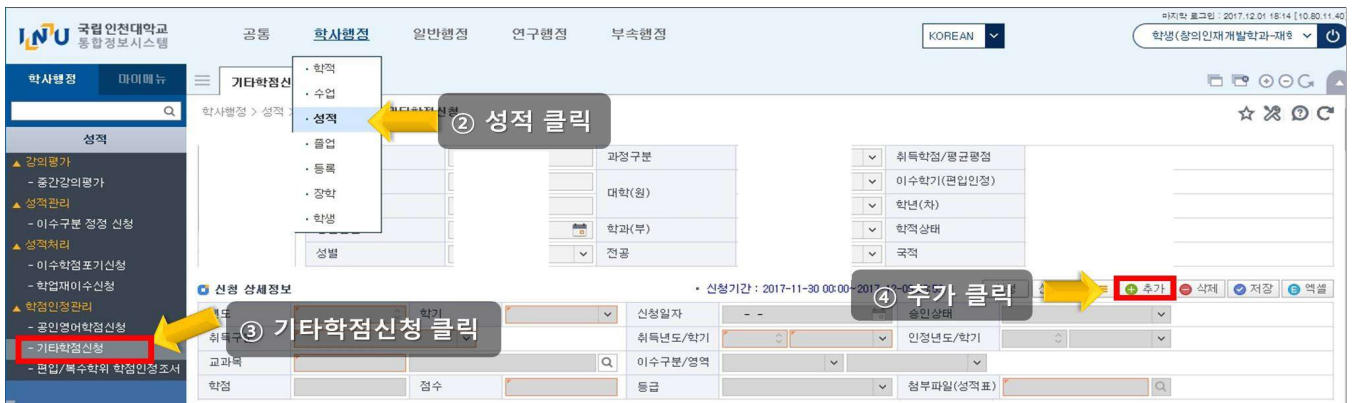 마지막 로그인 : 2017.12.01 18:14 [10.80.11.40]
INU 국립인천대학교
통합정보시스템
공통 학사행정 일반행정 연구행정 부속행정
KOREAN
학생(창의인재개발학과-재학
학사행정 마이메뉴
기타학점신
· 학적
· 수업
· 성적
· 졸업
· 등록
· 장학
· 학생
학사행정 > 성적 >
② 성적 클릭
성적
▲ 강의평가
- 중간강의평가
▲ 성적관리
- 이수구분 정정 신청
▲ 성적처리
- 이수학점포기신청
- 학업재이수신청
▲ 학점인정관리
- 공인영어학점신청
- 기타학점신청
- 편입/복수학위 학점인정조서
과정구분 취득학점/평균평점
대학(원) 이수학기(편입인정)
학년(차)
학과(부) 학적상태
성별 전공 국적
신청 상세정보
• 신청기간 : 2017-11-30 00:00~2017
추가 삭제 저장 엑셀
③ 기타학점신청 클릭
④ 추가 클릭
학기 신청일자 - - 승인상태
취득년도/학기 인정년도/학기
교과목 이수구분/영역
학점 점수 등급 첨부파일(성적표)